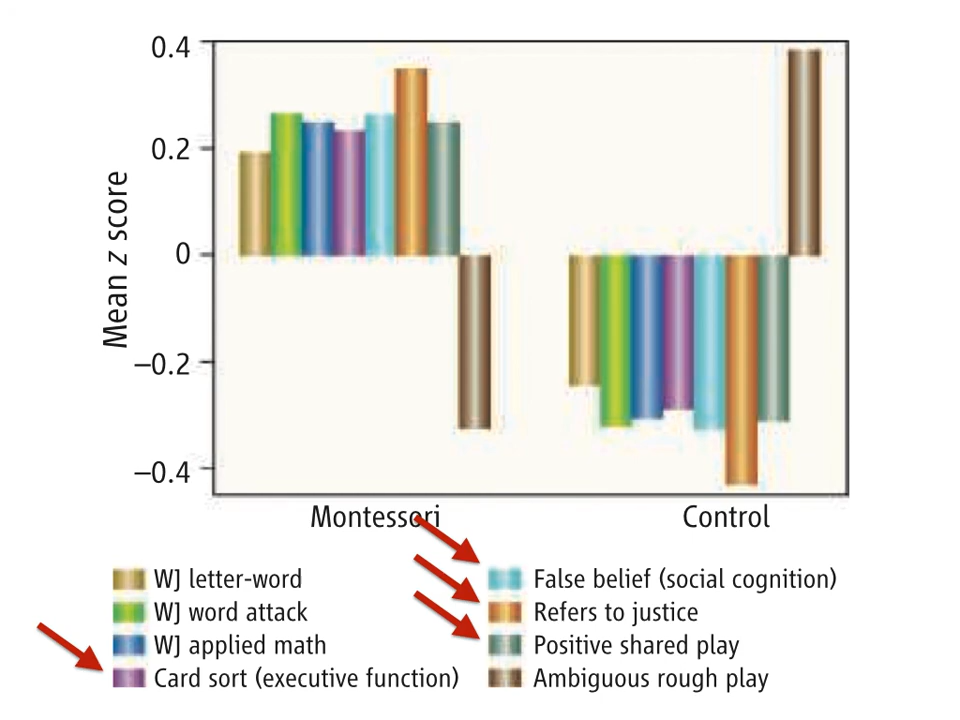 0.4
0.2
0
–0.2
–0.4
Mean z score
Montessori
Control
WJ letter-word
WJ word attack
WJ applied math
Card sort (executive function)
False belief (social cognition)
Refers to justice
Positive shared play
Ambiguous rough play